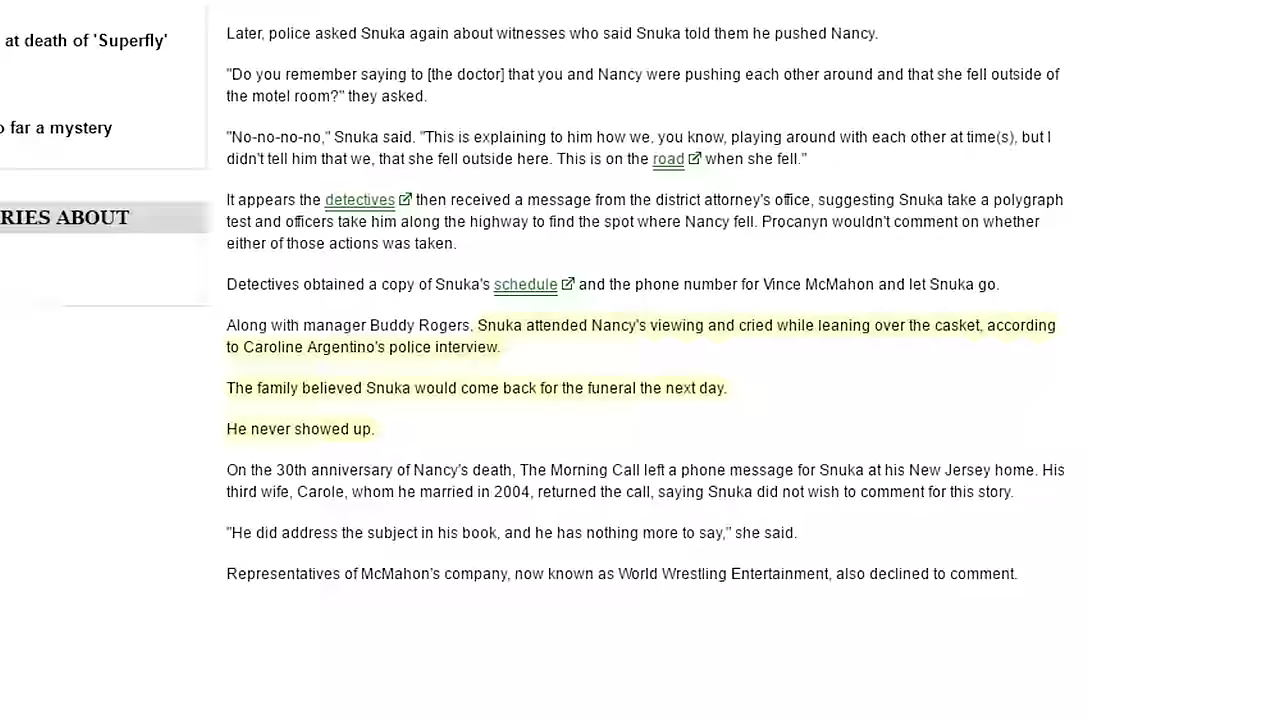 at death of 'Superfly'
o far a mystery
RIES ABOUT
Later, police asked Snuka again about witnesses who said Snuka told them he pushed Nancy.
"Do you remember saying to [the doctor] that you and Nancy were pushing each other around and that she fell outside of
the motel room?" they asked.
"No-no-no-no," Snuka said. "This is explaining to him how we, you know, playing around with each other at time(s), but I
didn't tell him that we, that she fell outside here. This is on the road when she fell."
It appears the detectives then received a message from the district attorney's office, suggesting Snuka take a polygraph
test and officers take him along the highway to find the spot where Nancy fell. Procanyn wouldn't comment on whether
either of those actions was taken.
Detectives obtained a copy of Snuka's schedule and the phone number for Vince McMahon and let Snuka go.
Along with manager Buddy Rogers, Snuka attended Nancy's viewing and cried while leaning over the casket, according
to Caroline Argentino's police interview.
The family believed Snuka would come back for the funeral the next day.
He never showed up.
On the 30th anniversary of Nancy's death, The Morning Call left a phone message for Snuka at his New Jersey home. His
third wife, Carole, whom he married in 2004, returned the call, saying Snuka did not wish to comment for this story.
"He did address the subject in his book, and he has nothing more to say," she said.
Representatives of McMahon's company, now known as World Wrestling Entertainment, also declined to comment.